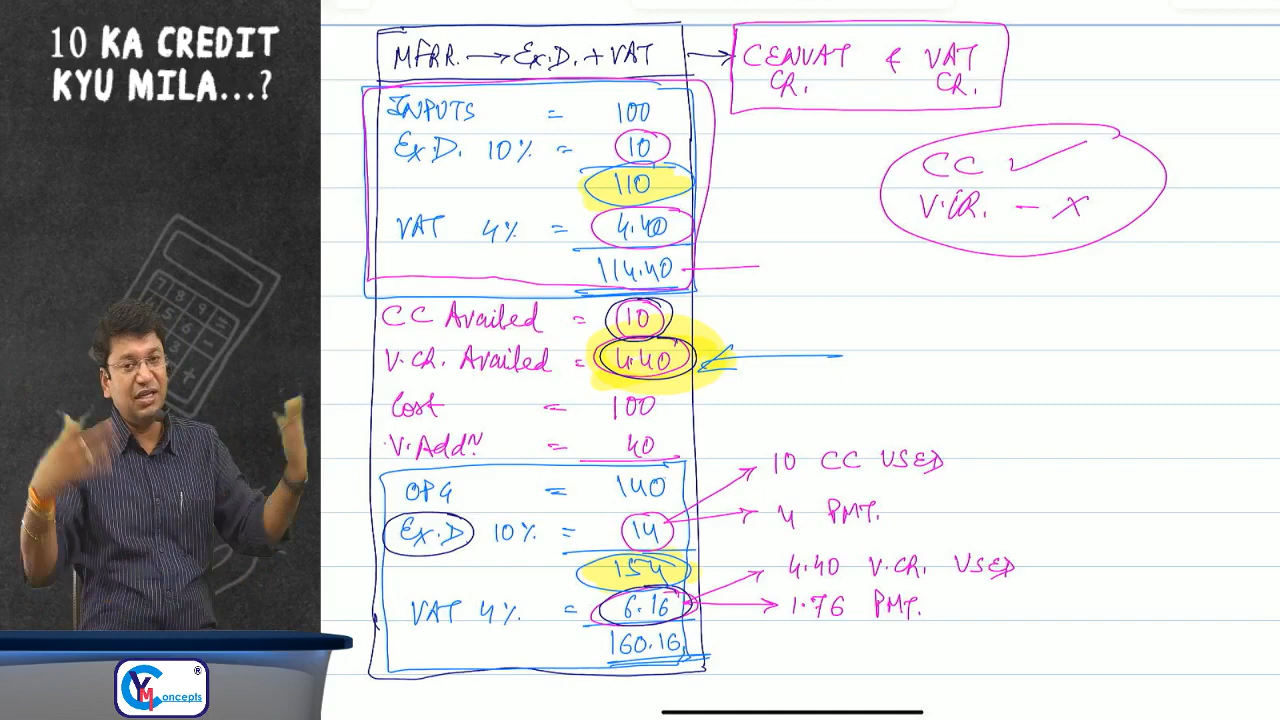 10 KA CREDIT
KYU MILA...?
MFRR. → Ex.D. + VAT → CENVAT & VAT
CR. CR.
INPUTS = 100
Ex.D. 10% = 10
110
VAT 4% = 4.40
114.40
CC ✓
V.CR. - X
CC Availed = 10
V.CR. Availed = 4.40
Cost = 100
V.Addn. = 40
OPG = 140
Ex.D 10% = 14
154
VAT 4% = 6.16
160.16
10 CC USED
4 PMT.
4.40 V.CR. USED
1.76 PMT.
YM Concepts ®